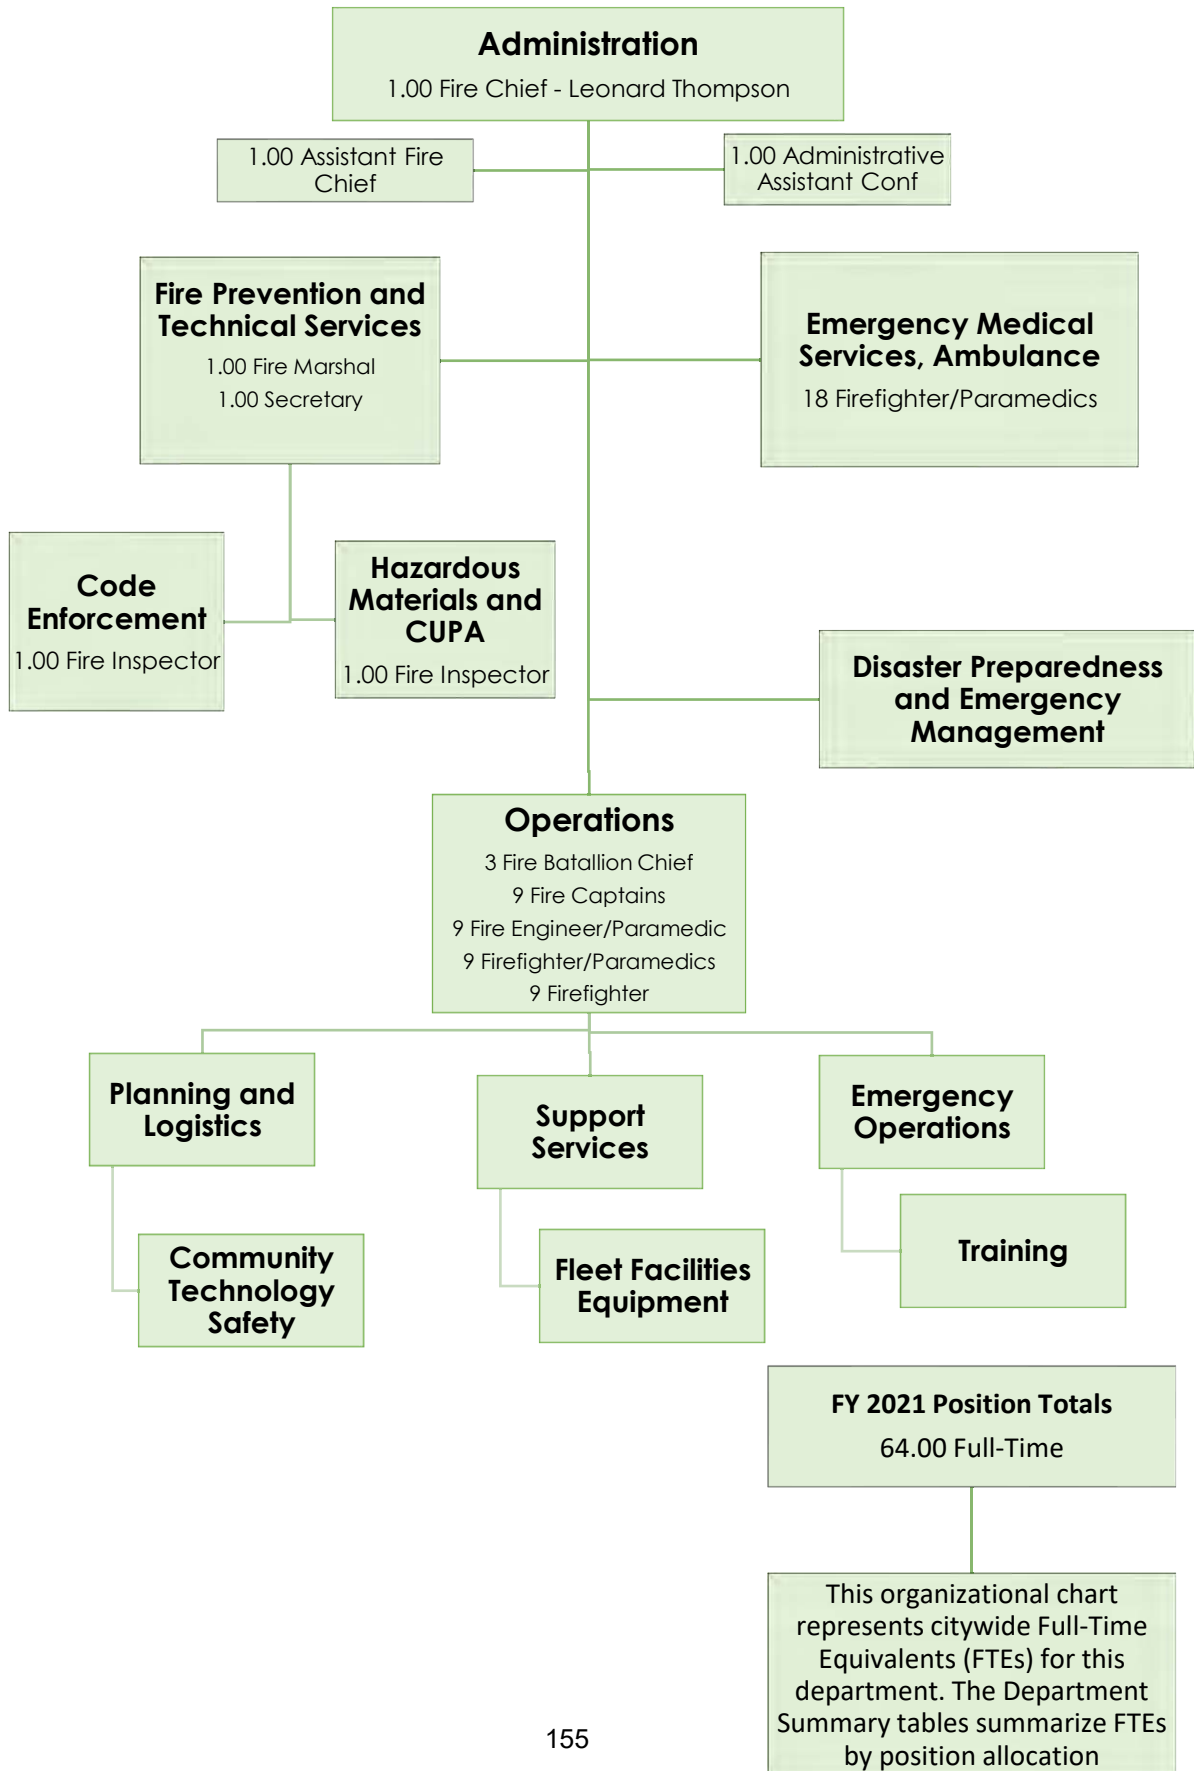 Administration
1.00 Fire Chief - Leonard Thompson
1.00 Assistant Fire
Chief
1.00 Administrative
Assistant Conf
Fire Prevention and
Technical Services
1.00 Fire Marshal
1.00 Secretary
Emergency Medical
Services, Ambulance
18 Firefighter/Paramedics
Code
Enforcement
1.00 Fire Inspector
Hazardous
Materials and
CUPA
1.00 Fire Inspector
Disaster Preparedness
and Emergency
Management
Operations
3 Fire Batallion Chief
9 Fire Captains
9 Fire Engineer/Paramedic
9 Firefighter/Paramedics
9 Firefighter
Planning and
Logistics
Support
Services
Emergency
Operations
Community
Technology
Safety
Fleet Facilities
Equipment
Training
FY 2021 Position Totals
64.00 Full-Time
This organizational chart
represents citywide Full-Time
Equivalents (FTEs) for this
department. The Department
Summary tables summarize FTEs
by position allocation
155